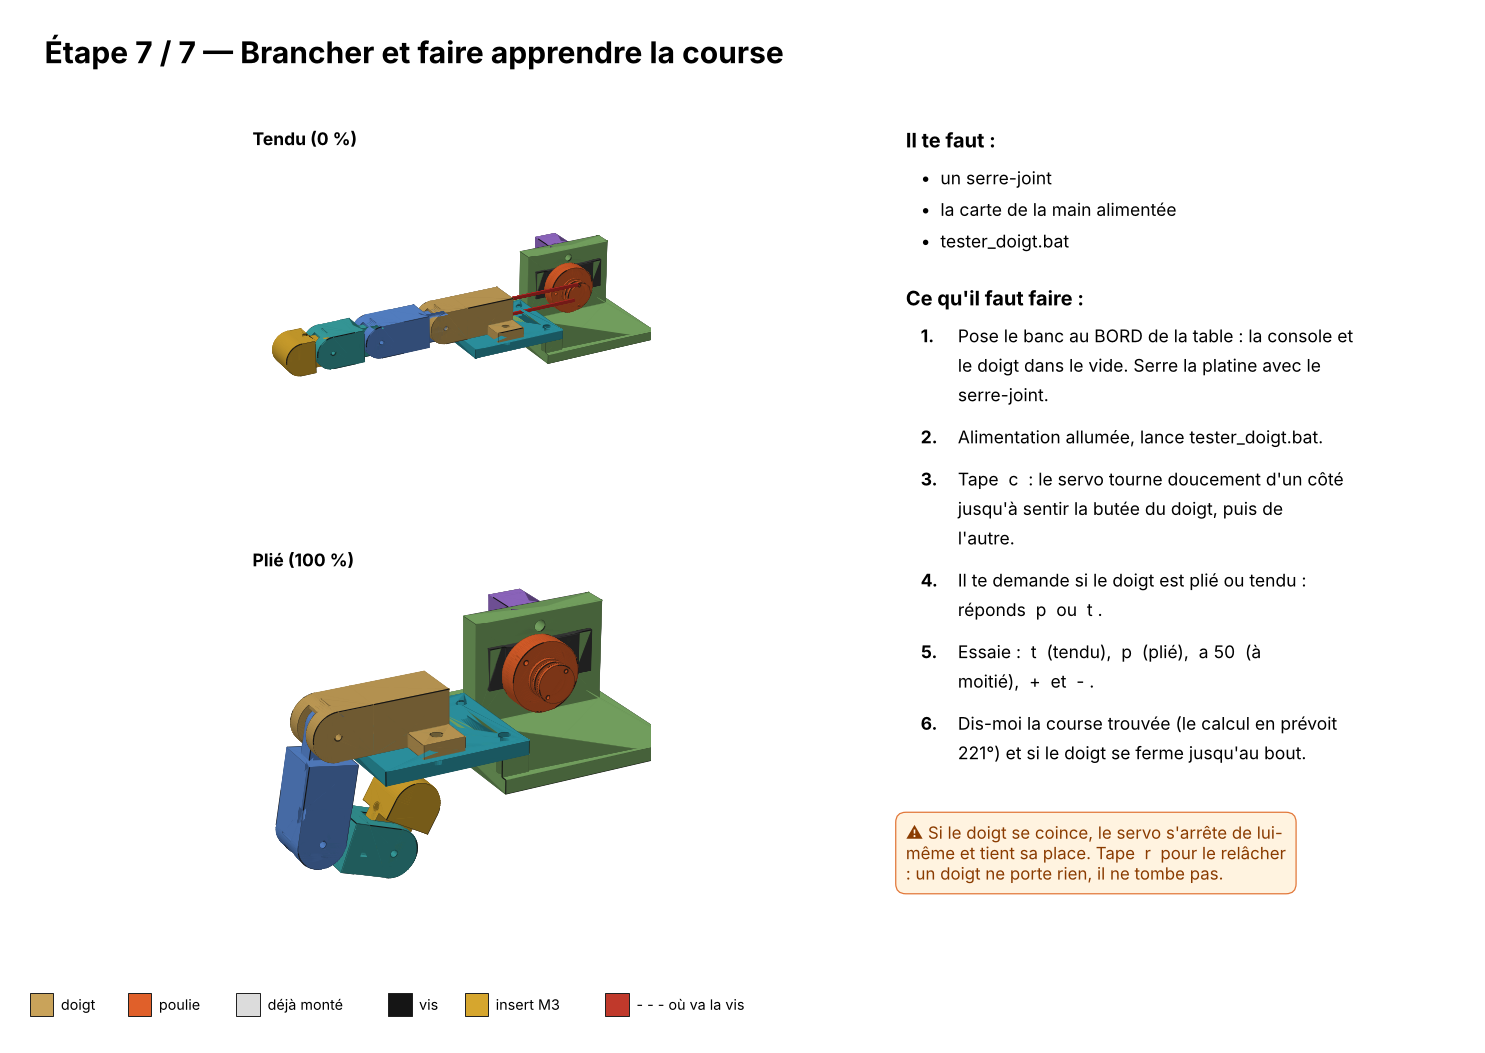 Étape 7 / 7 — Brancher et faire apprendre la course
Tendu (0 %)
Plié (100 %)
Il te faut :
• un serre-joint
• la carte de la main alimentée
• tester_doigt.bat
Ce qu'il faut faire :
1. Pose le banc au BORD de la table : la console et
le doigt dans le vide. Serre la platine avec le
serre-joint.
2. Alimentation allumée, lance tester_doigt.bat.
3. Tape c : le servo tourne doucement d'un côté
jusqu'à sentir la butée du doigt, puis de
l'autre.
4. Il te demande si le doigt est plié ou tendu :
réponds p ou t .
5. Essaie : t (tendu), p (plié), a 50 (à
moitié), + et - .
6. Dis-moi la course trouvée (le calcul en prévoit
221°) et si le doigt se ferme jusqu'au bout.
⚠ Si le doigt se coince, le servo s'arrête de lui-
même et tient sa place. Tape r pour le relâcher
: un doigt ne porte rien, il ne tombe pas.
doigt poulie déjà monté vis insert M3 - - - où va la vis